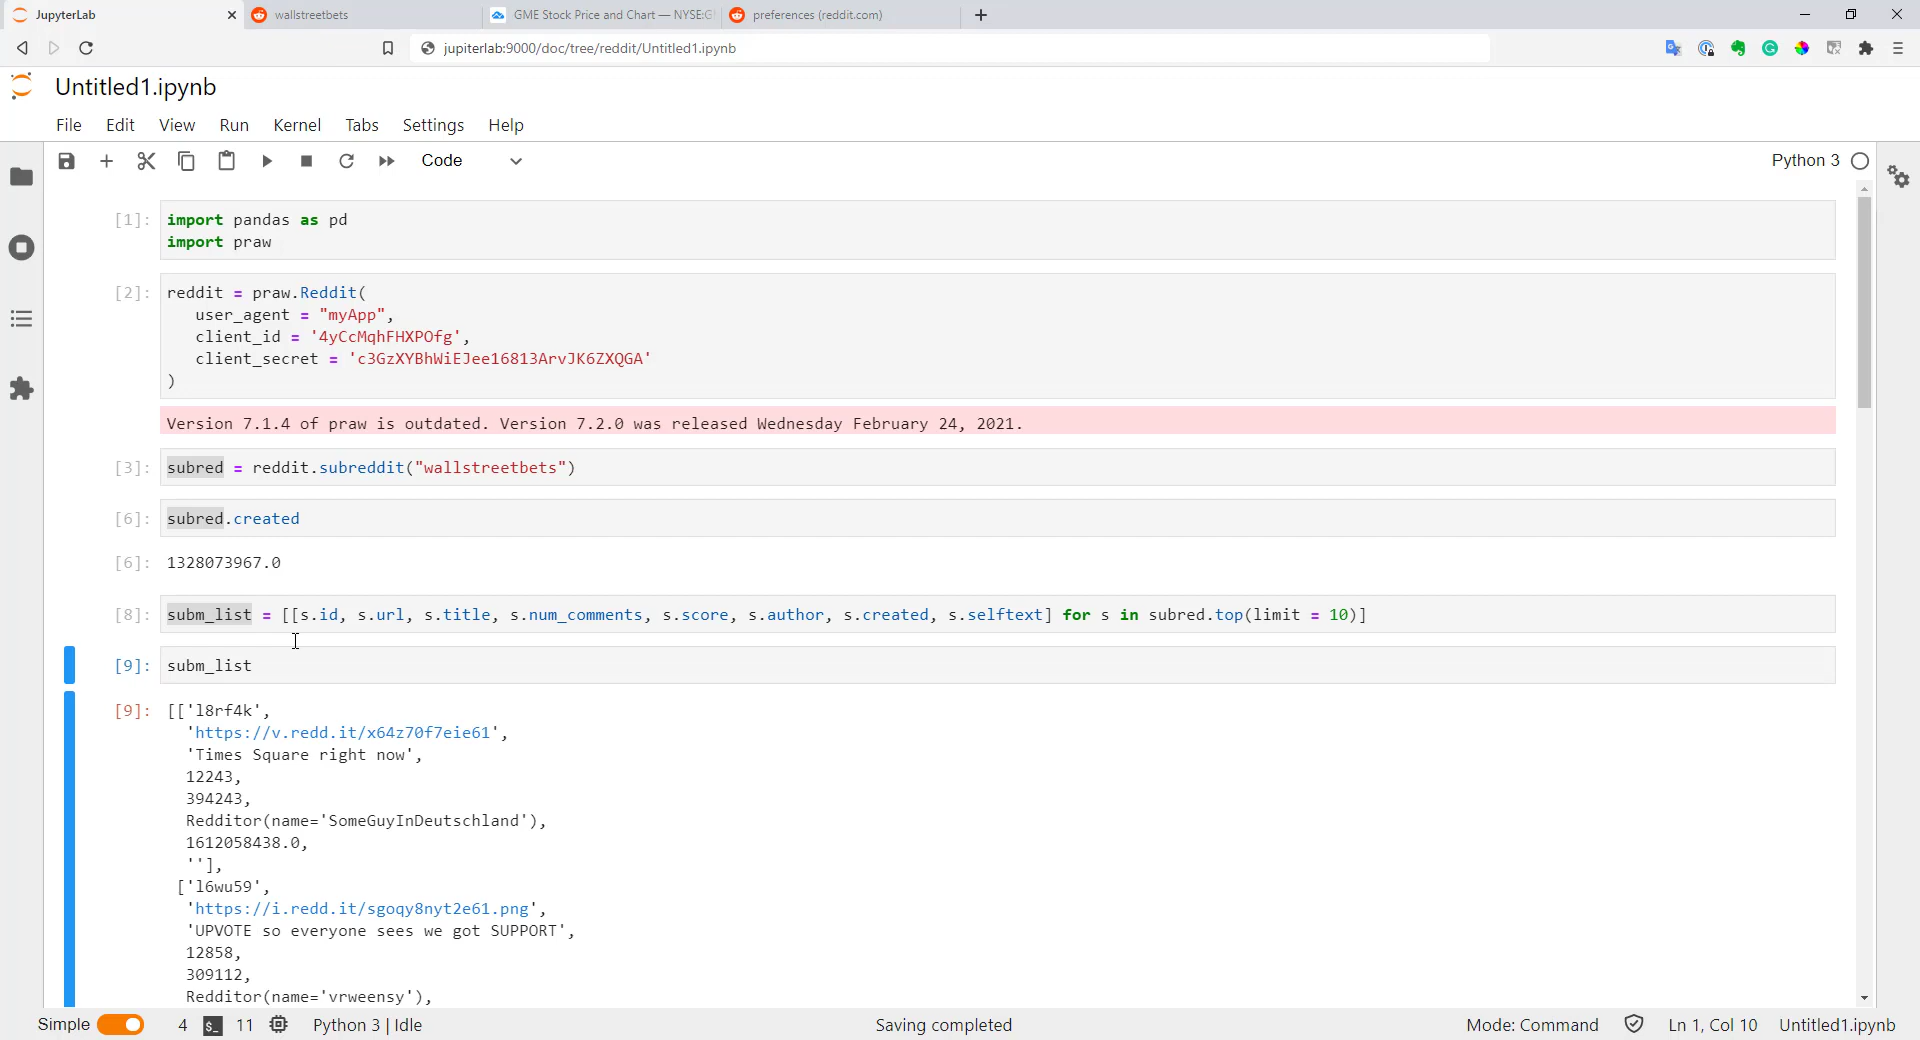 JupyterLab
wallstreetbets
GME Stock Price and Chart — NYSE:G
preferences (reddit.com)
jupiterlab:9000/doc/tree/reddit/Untitled1.ipynb
Untitled1.ipynb
File Edit View Run Kernel Tabs Settings Help
Code
Python 3
[1]: import pandas as pd
import praw
[2]: reddit = praw.Reddit(
user_agent = "myApp",
client_id = '4yCcMqhFHXPOfg',
client_secret = 'c3GzXYBhWiEJee16813ArvJK6ZXQGA'
)
Version 7.1.4 of praw is outdated. Version 7.2.0 was released Wednesday February 24, 2021.
[3]: subred = reddit.subreddit("wallstreetbets")
[6]: subred.created
[6]: 1328073967.0
[8]: subm_list = [[s.id, s.url, s.title, s.num_comments, s.score, s.author, s.created, s.selftext] for s in subred.top(limit = 10)]
[9]: subm_list
[9]: [['l8rf4k',
'https://v.redd.it/x64z70f7eie61',
'Times Square right now',
12243,
394243,
Redditor(name='SomeGuyInDeutschland'),
1612058438.0,
''],
['l6wu59',
'https://i.redd.it/sgoqy8nyt2e61.png',
'UPVOTE so everyone sees we got SUPPORT',
12858,
309112,
Redditor(name='vrweensy'),
Simple 4 11 Python 3 | Idle Saving completed Mode: Command Ln 1, Col 10 Untitled1.ipynb